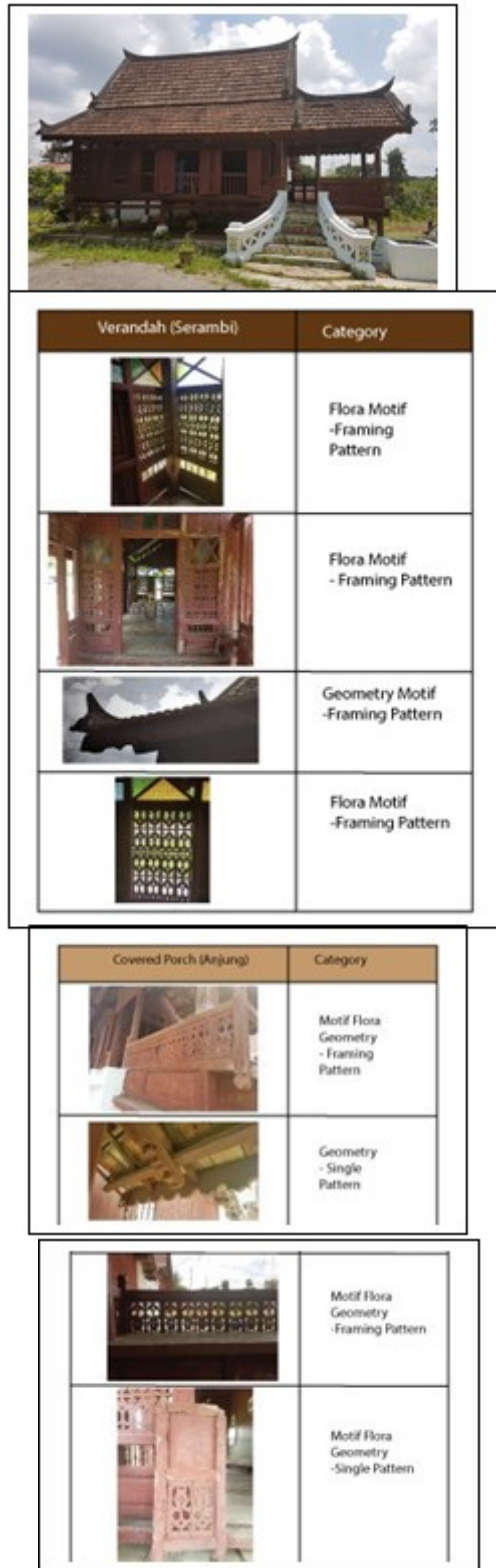 Verandah (Serambi)
Category
Flora Motif
-Framing
Pattern
Flora Motif
- Framing Pattern
Geometry Motif
-Framing Pattern
Flora Motif
-Framing Pattern
Covered Porch (Anjung)
Category
Motif Flora
Geometry
- Framing
Pattern
Geometry
- Single
Pattern
Motif Flora
Geometry
-Framing Pattern
Motif Flora
Geometry
-Single Pattern